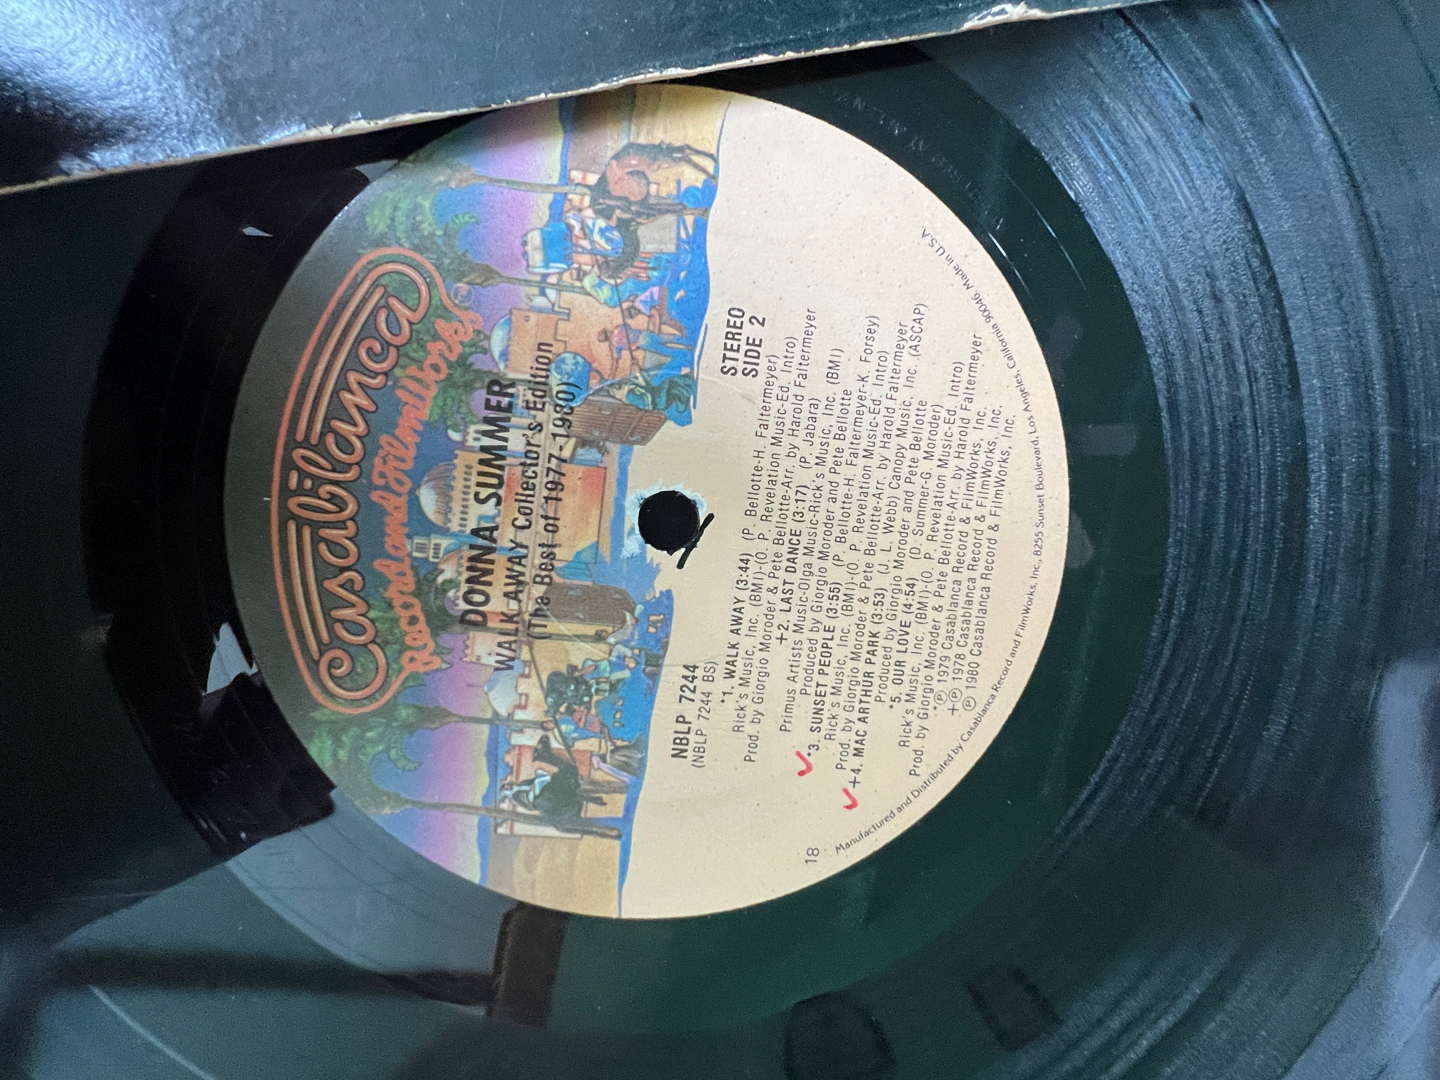 Casablanca
Record and FilmWorks
DONNA SUMMER
WALK AWAY Collector's Edition
(The Best of 1977-1980)
NBLP 7244
(NBLP 7244 BS)
STEREO
SIDE 2
*1. WALK AWAY (3:44) (P. Bellotte-H. Faltermeyer)
Rick's Music, Inc. (BMI)-(O. P. Revelation Music-Ed. Intro)
Prod. by Giorgio Moroder & Pete Bellotte-Arr. by Harold Faltermeyer
+2. LAST DANCE (3:17) (P. Jabara)
Primus Artists Music-Olga Music-Rick's Music, Inc. (BMI)
Produced by Giorgio Moroder and Pete Bellotte
*3. SUNSET PEOPLE (3:55) (P. Bellotte-H. Faltermeyer-K. Forsey)
Rick's Music, Inc. (BMI)-(O. P. Revelation Music-Ed. Intro)
Prod. by Giorgio Moroder & Pete Bellotte-Arr. by Harold Faltermeyer
+4. MAC ARTHUR PARK (3:53) (J. L. Webb) Canopy Music, Inc. (ASCAP)
Produced by Giorgio Moroder and Pete Bellotte
*5. OUR LOVE (4:54) (D. Summer-G. Moroder)
Rick's Music, Inc. (BMI)-(O. P. Revelation Music-Ed. Intro)
Prod. by Giorgio Moroder & Pete Bellotte-Arr. by Harold Faltermeyer
*℗ 1979 Casablanca Record & FilmWorks, Inc.
+℗ 1978 Casablanca Record & FilmWorks, Inc.
℗ 1980 Casablanca Record & FilmWorks, Inc.
18
Manufactured and Distributed by Casablanca Record and FilmWorks, Inc., 8255 Sunset Boulevard, Los Angeles, California 90046, Made in U.S.A.